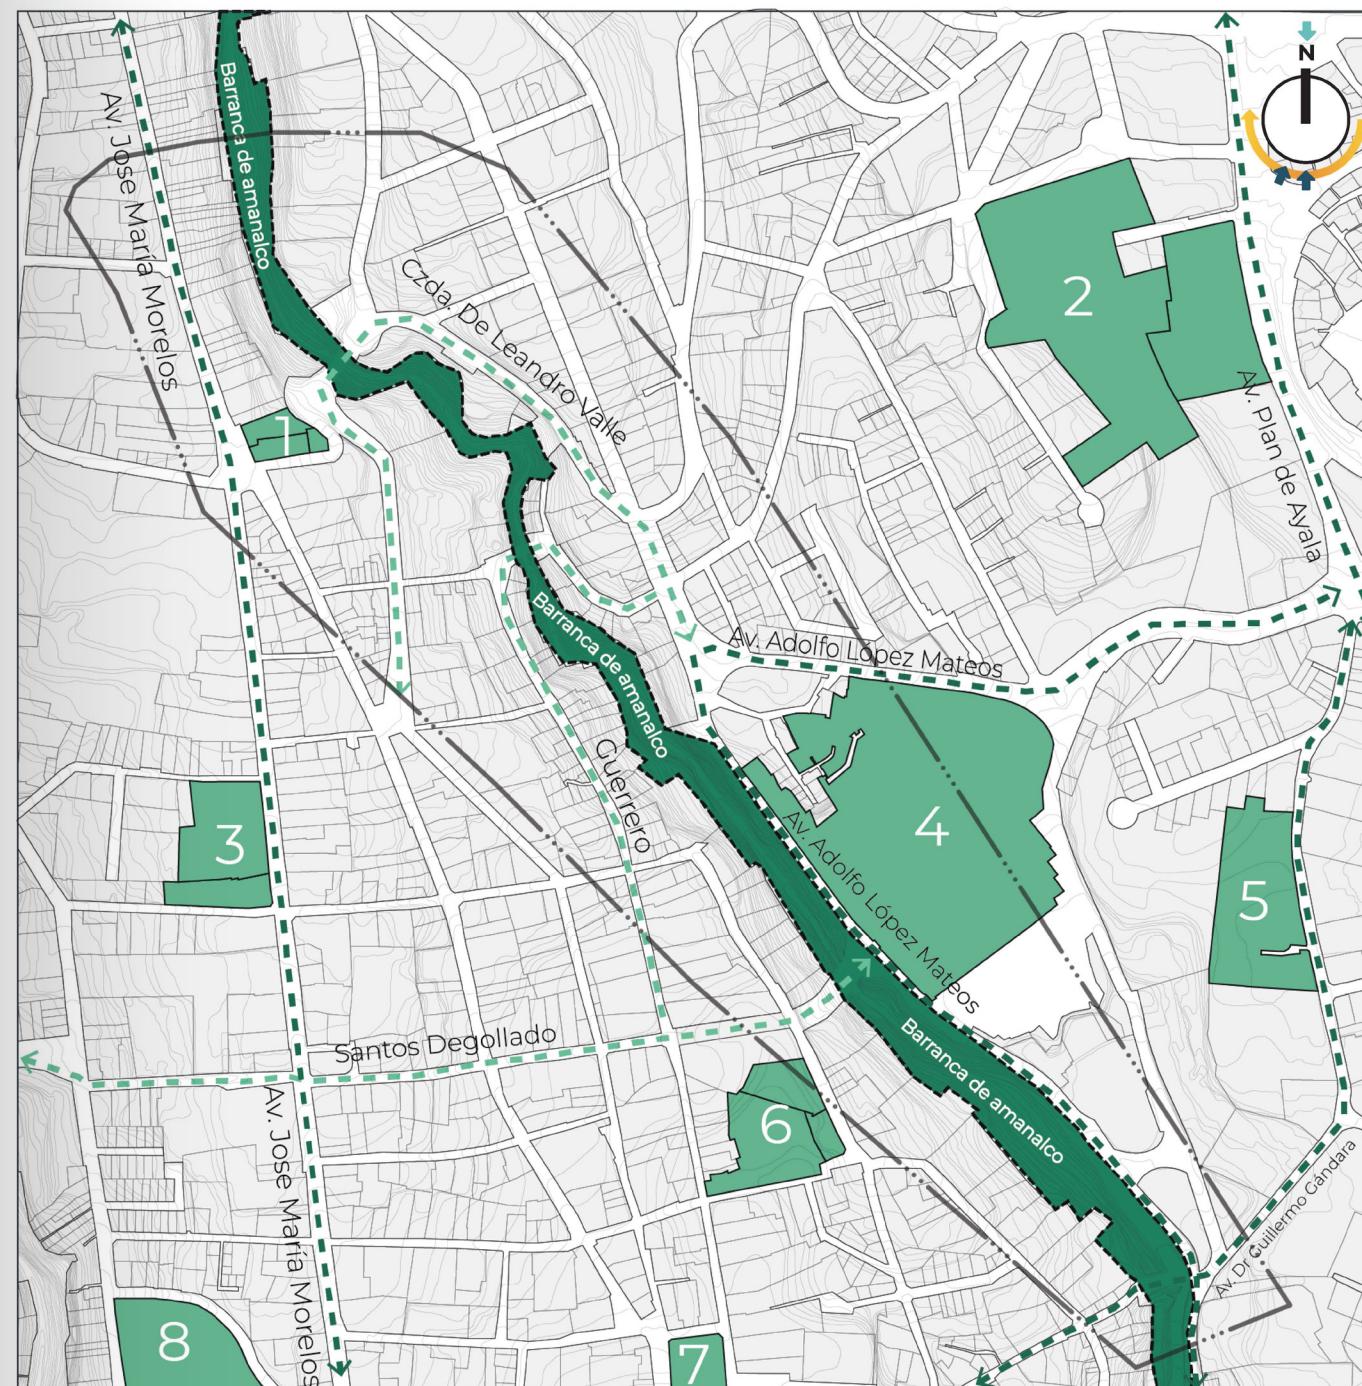 N
Barranca de amanalco
Av. Jose María Morelos
Czda. De Leandro Valle
2
Av. Plan de Ayala
1
Barranca de amanalco
Av. Adolfo López Mateos
Guerrero
3
4
Av. Adolfo López Mateos
5
Santos Degollado
Barranca de amanalco
6
Av. Jose María Morelos
Av. Dr. Guillermo Gándara
8
7